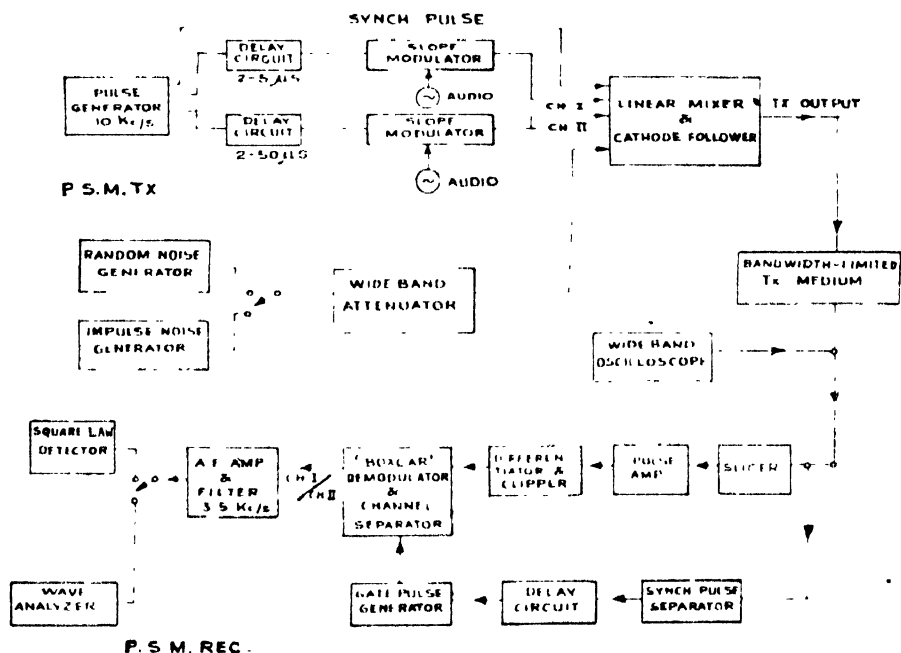 SYNCH PULSE
PULSE
GENERATOR
10 Kc/s
DELAY
CIRCUIT
2-5μS
SLOPE
MODULATOR
AUDIO
DELAY
CIRCUIT
2-50μS
SLOPE
MODULATOR
AUDIO
CH I
CH II
LINEAR MIXER
&
CATHODE FOLLOWER
TX OUTPUT
P S.M. TX
BANDWIDTH-LIMITED
Tx MEDIUM
RANDOM NOISE
GENERATOR
IMPULSE NOISE
GENERATOR
WIDE BAND
ATTENUATOR
WIDE BAND
OSCILLOSCOPE
SQUARE LAW
DETECTOR
A.F. AMP
&
FILTER
3.5 Kc/s
CH I
CH II
"BOXCAR"
DEMODULATOR
&
CHANNEL
SEPARATOR
DIFFEREN
TIATOR &
CLIPPER
PULSE
AMP
SLICER
WAVE
ANALYZER
GATE PULSE
GENERATOR
DELAY
CIRCUIT
SYNCH PULSE
SEPARATOR
P. S M. REC.